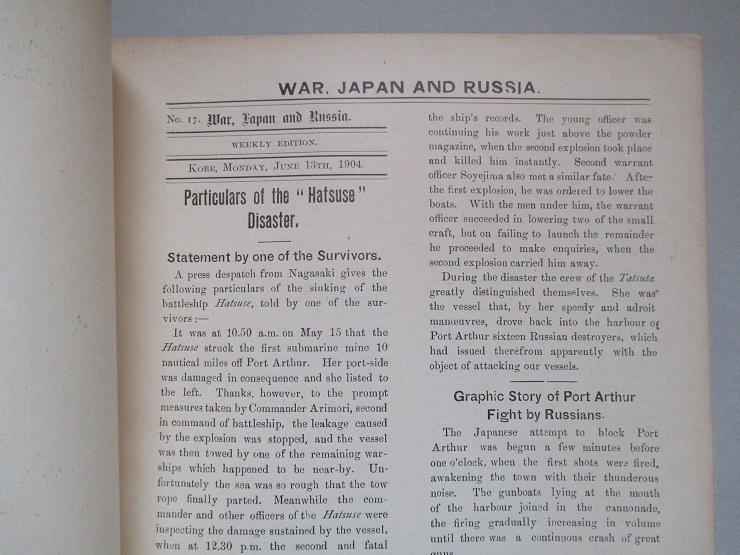 WAR. JAPAN AND RUSSIA.
No. 17. War, Japan and Russia.
WEEKLY EDITION.
KOBE, MONDAY, JUNE 13TH, 1904.
Particulars of the "Hatsuse"
Disaster.
Statement by one of the Survivors.
A press despatch from Nagasaki gives the
following particulars of the sinking of the
battleship Hatsuse, told by one of the sur-
vivors :—
It was at 10.50 a.m. on May 15 that the
Hatsuse struck the first submarine mine 10
nautical miles off Port Arthur. Her port-side
was damaged in consequence and she listed to
the left. Thanks, however, to the prompt
measures taken by Commander Arimori, second
in command of battleship, the leakage caused
by the explosion was stopped, and the vessel
was then towed by one of the remaining war-
ships which happened to be near-by. Un-
fortunately the sea was so rough that the tow
rope finally parted. Meanwhile the com-
mander and other officers of the Hatsuse were
inspecting the damage sustained by the vessel,
when at 12.30 p.m. the second and fatal
the ship's records. The young officer was
continuing his work just above the powder
magazine, when the second explosion took place
and killed him instantly. Second warrant
officer Soyejima also met a similar fate. After
the first explosion, he was ordered to lower the
boats. With the men under him, the warrant
officer succeeded in lowering two of the small
craft, but on failing to launch the remainder
he proceeded to make enquiries, when the
second explosion carried him away.
During the disaster the crew of the Tatsuta
greatly distinguished themselves. She was
the vessel that, by her speedy and adroit
manœuvres, drove back into the harbour of
Port Arthur sixteen Russian destroyers, which
had issued therefrom apparently with the
object of attacking our vessels.
Graphic Story of Port Arthur
Fight by Russians.
The Japanese attempt to block Port
Arthur was begun a few minutes before
one o'clock, when the first shots were fired,
awakening the town with their thunderous
noise. The gunboats lying at the mouth
of the harbour joined in the cannonade,
the firing gradually increasing in volume
until there was a continuous crash of great
guns